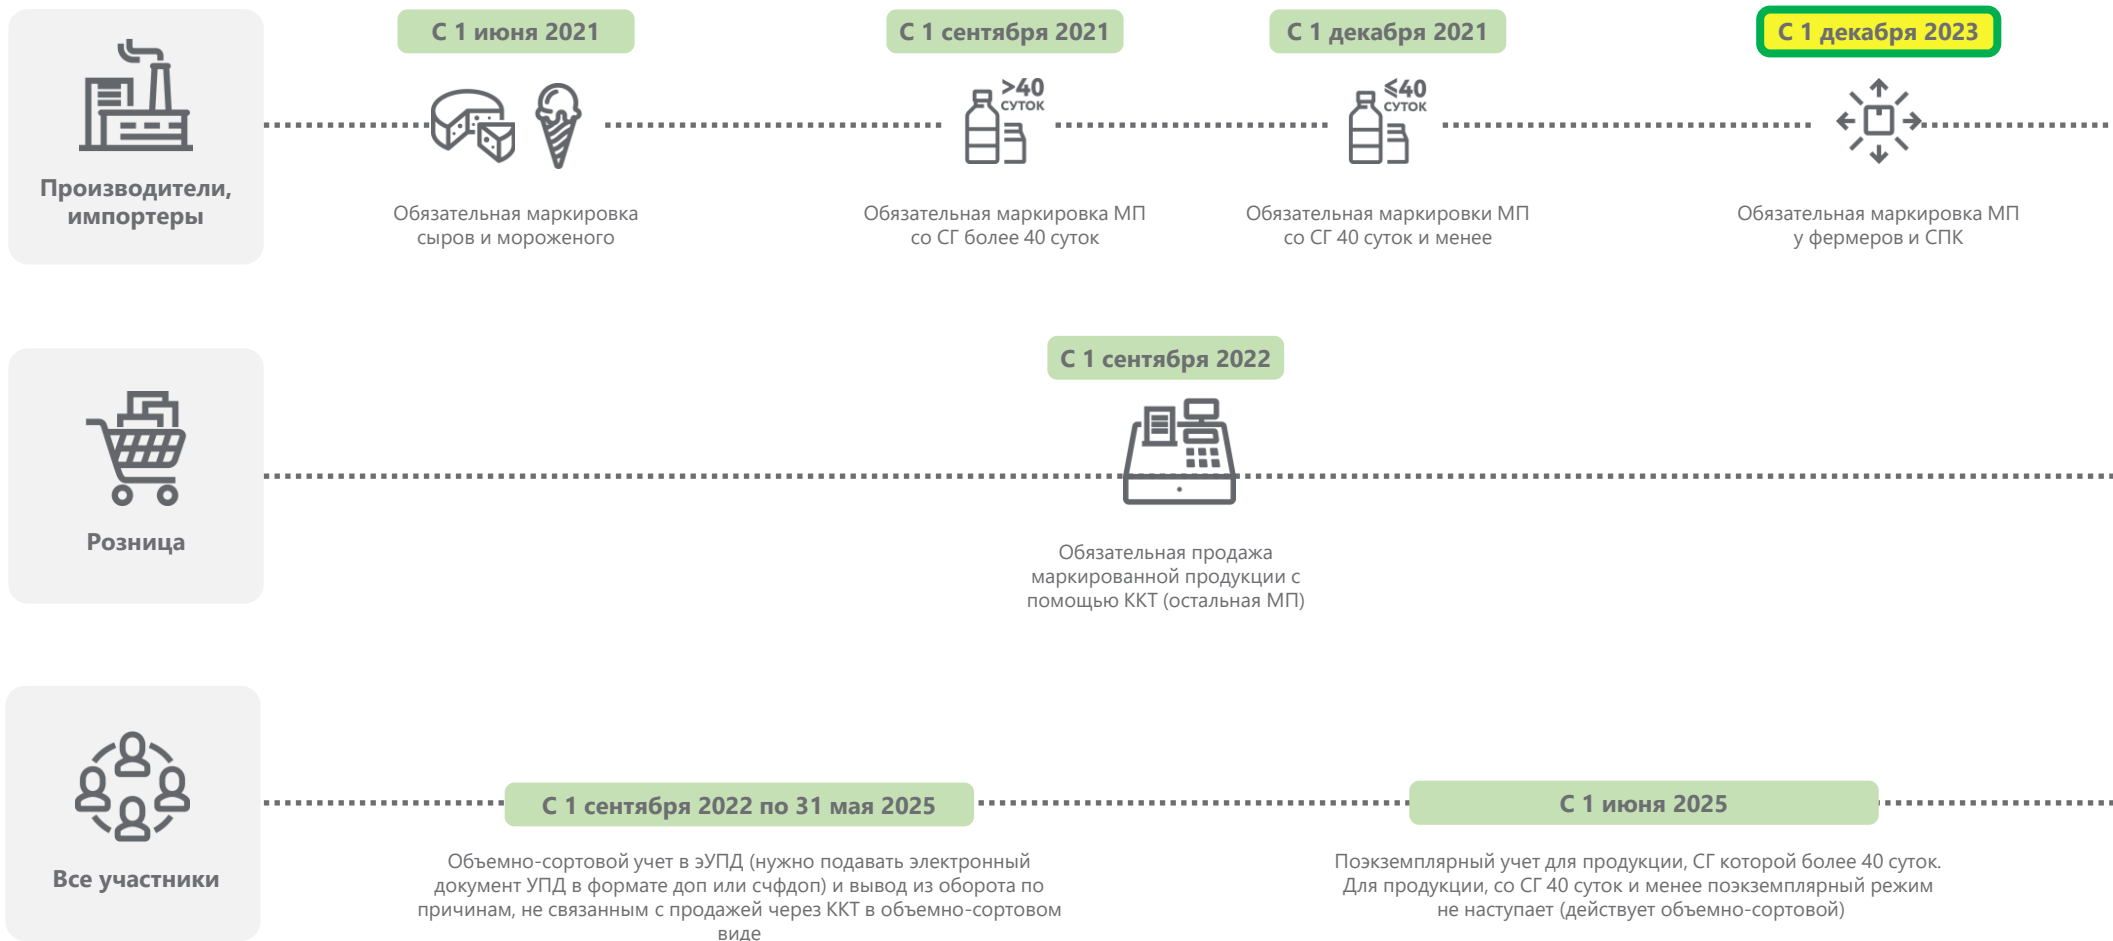 Производители,
импортеры
С 1 июня 2021
Обязательная маркировка
сыров и мороженого
С 1 сентября 2021
>40
СУТОК
Обязательная маркировка МП
со СГ более 40 суток
С 1 декабря 2021
≤40
СУТОК
Обязательная маркировки МП
со СГ 40 суток и менее
С 1 декабря 2023
Обязательная маркировка МП
у фермеров и СПК
Розница
С 1 сентября 2022
Обязательная продажа
маркированной продукции с
помощью ККТ (остальная МП)
Все участники
С 1 сентября 2022 по 31 мая 2025
Объемно-сортовой учет в эУПД (нужно подавать электронный
документ УПД в формате доп или счфдоп) и вывод из оборота по
причинам, не связанным с продажей через ККТ в объемно-сортовом
виде
С 1 июня 2025
Поэкземплярный учет для продукции, СГ которой более 40 суток.
Для продукции, со СГ 40 суток и менее поэкземплярный режим
не наступает (действует объемно-сортовой)